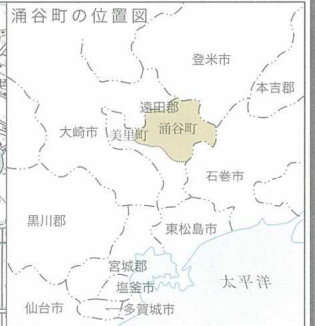 涌谷町の位置図
登米市
本吉郡
遠田郡
大崎市
美里町
涌谷町
石巻市
黒川郡
東松島市
宮城郡
太平洋
塩釜市
仙台市
多賀城市